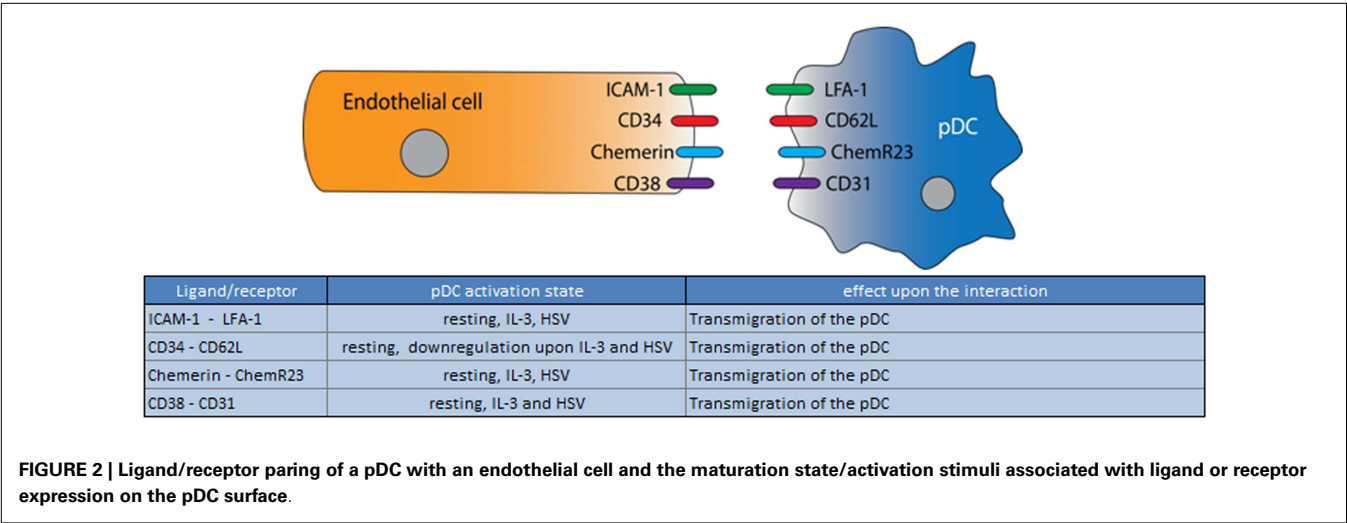 Endothelial cell
ICAM-1
CD34
Chemerin
CD38
LFA-1
CD62L
ChemR23
CD31
pDC
Ligand/receptor pDC activation state effect upon the interaction
ICAM-1 - LFA-1 resting, IL-3, HSV Transmigration of the pDC
CD34 - CD62L resting, downregulation upon IL-3 and HSV Transmigration of the pDC
Chemerin - ChemR23 resting, IL-3, HSV Transmigration of the pDC
CD38 - CD31 resting, IL-3 and HSV Transmigration of the pDC
FIGURE 2 | Ligand/receptor paring of a pDC with an endothelial cell and the maturation state/activation stimuli associated with ligand or receptor
expression on the pDC surface.